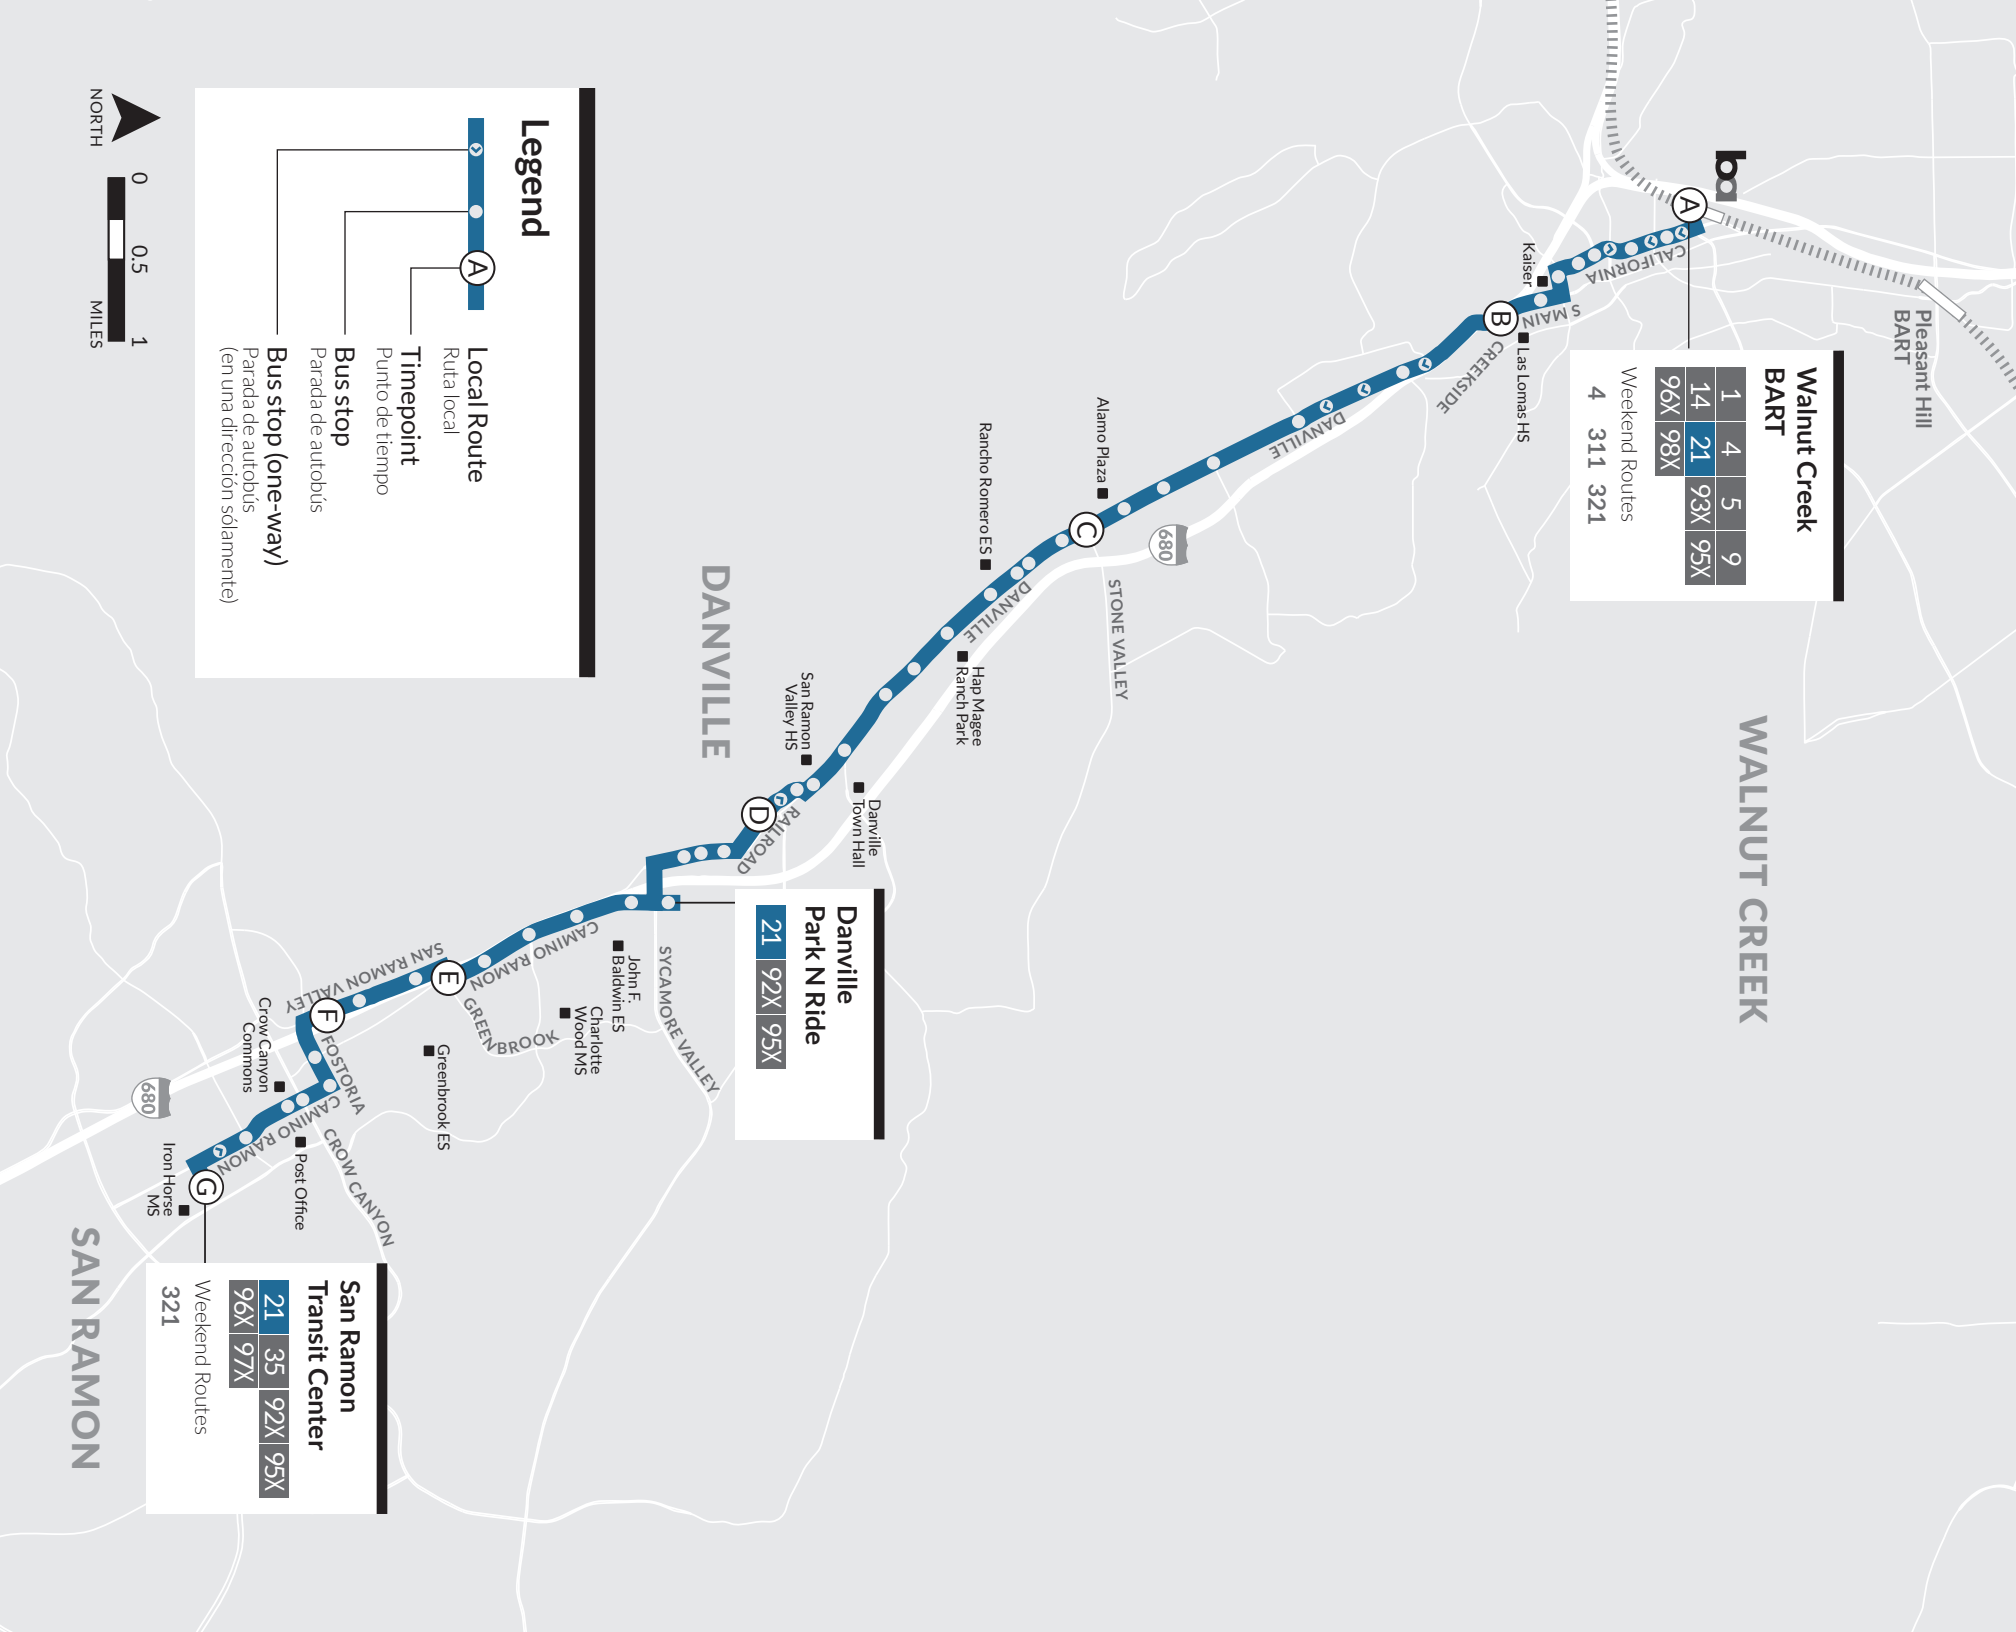 Pleasant Hill
BART
ba
A
CALIFORNIA
Kaiser
S MAIN
B
Las Lomas HS
CREEKSIDE
Walnut Creek
BART
1 4 5 9
14 21 93X 95X
96X 98X
Weekend Routes
4 311 321
WALNUT CREEK
DANVILLE
Alamo Plaza
680
C
STONE VALLEY
Rancho Romero ES
DANVILLE
Hap Magee
Ranch Park
DANVILLE
San Ramon
Valley HS
Danville
Town Hall
D
RAILROAD
Danville
Park N Ride
21 92X 95X
SYCAMORE VALLEY
John F.
Baldwin ES
CAMINO RAMON
Charlotte
Wood MS
E
GREENBROOK
Greenbrook ES
SAN RAMON VALLEY
F
FOSTORIA
Crow Canyon
Commons
CAMINO RAMON
CROW CANYON
Post Office
680
Iron Horse
MS
G
San Ramon
Transit Center
21 35 92X 95X
96X 97X
Weekend Routes
321
SAN RAMON
Legend
A
Local Route
Ruta local
Timepoint
Punto de tiempo
Bus stop
Parada de autobús
Bus stop (one-way)
Parada de autobús
(en una dirección sólamente)
NORTH
0 0.5 1
MILES